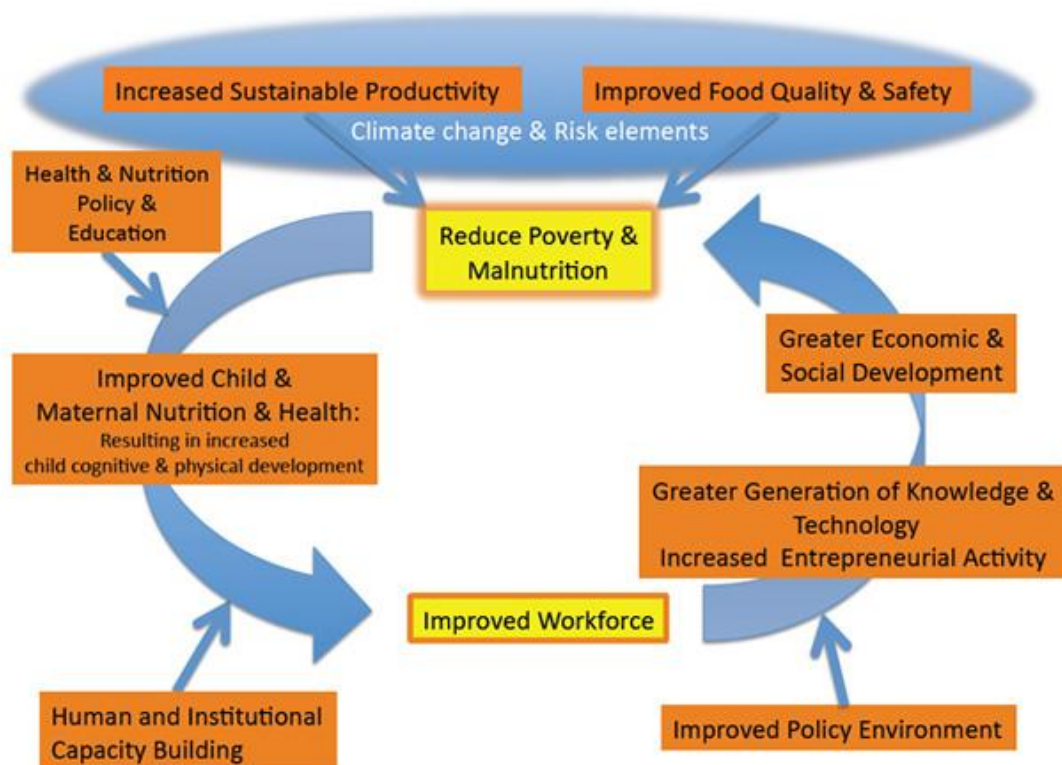 Increased Sustainable Productivity
Improved Food Quality & Safety
Climate change & Risk elements
Health & Nutrition
Policy &
Education
Reduce Poverty &
Malnutrition
Greater Economic &
Social Development
Improved Child &
Maternal Nutrition & Health:
Resulting in increased
child cognitive & physical development
Greater Generation of Knowledge &
Technology
Increased Entrepreneurial Activity
Improved Workforce
Human and Institutional
Capacity Building
Improved Policy Environment